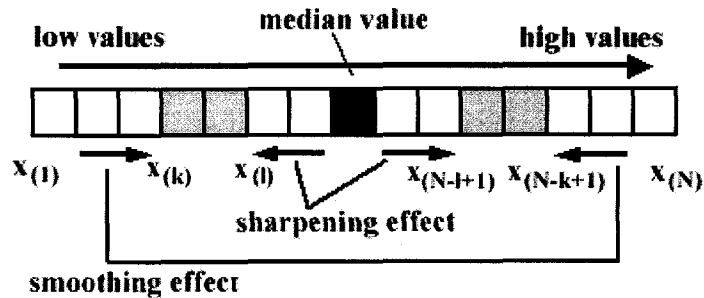 median value
low values
high values
x(1)
x(k)
x(l)
x(N-l+1)
x(N-k+1)
x(N)
sharpening effect
smoothing effect